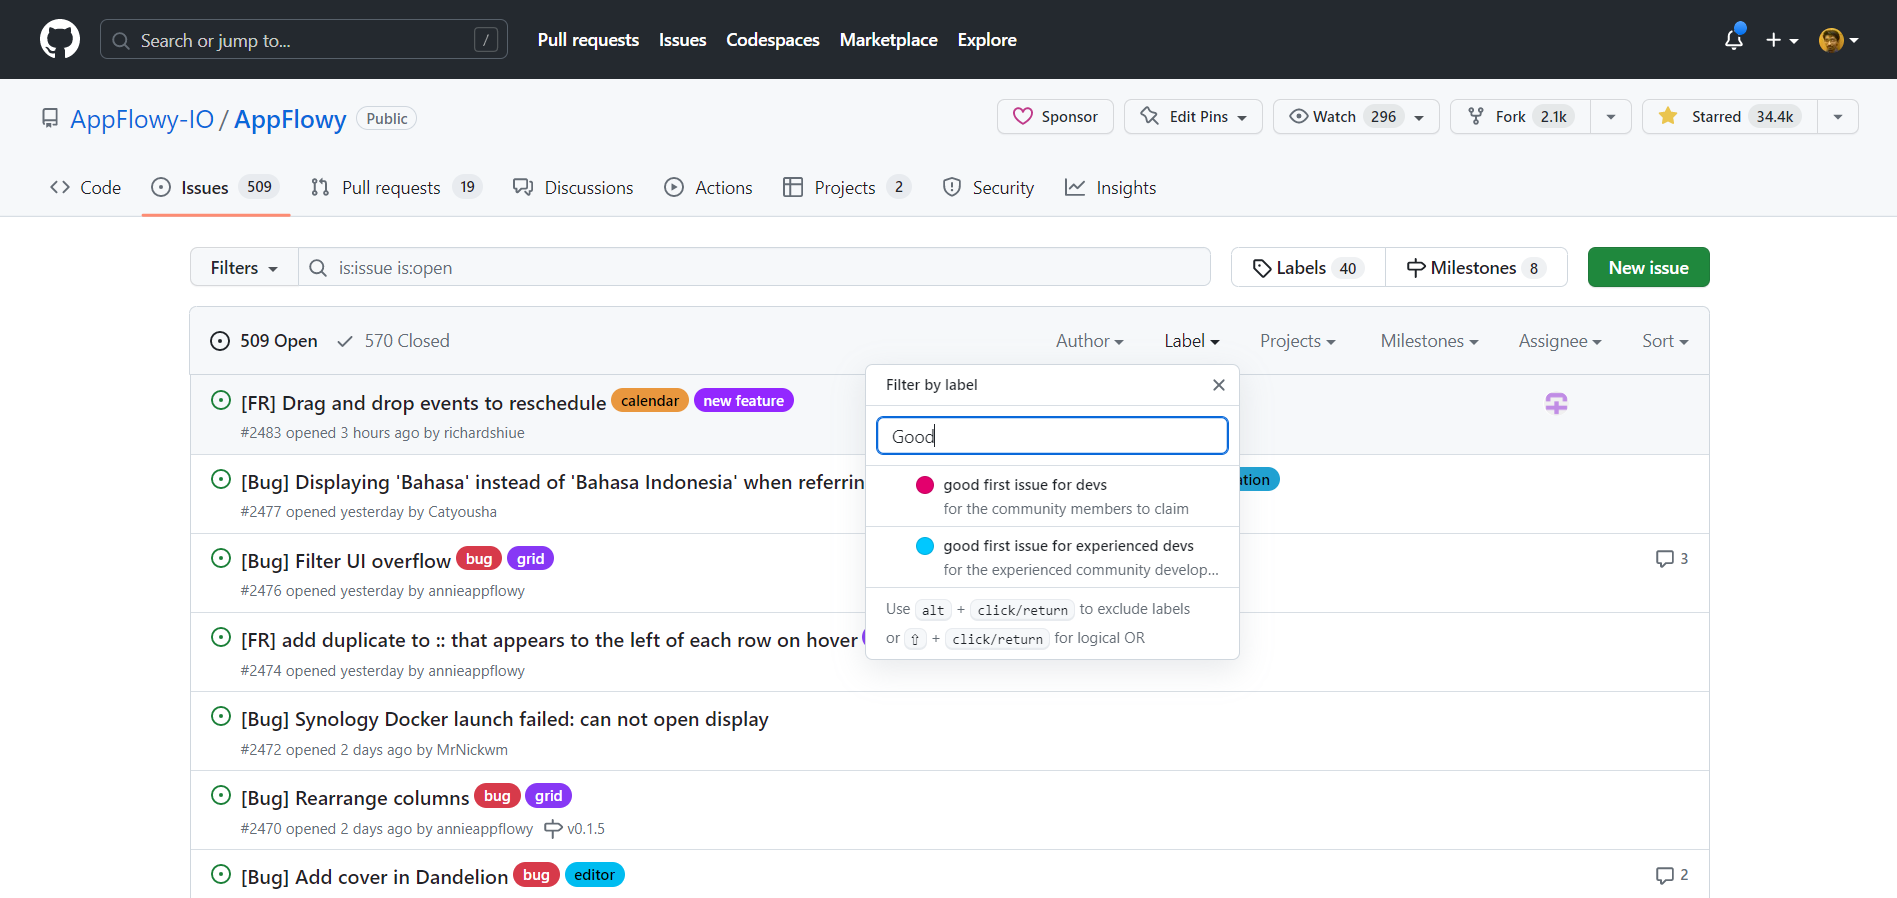 Search or jump to... / Pull requests Issues Codespaces Marketplace Explore
AppFlowy-IO / AppFlowy Public Sponsor Edit Pins Watch 296 Fork 2.1k Starred 34.4k
Code Issues 509 Pull requests 19 Discussions Actions Projects 2 Security Insights
Filters is:issue is:open Labels 40 Milestones 8 New issue
509 Open 570 Closed Author Label Projects Milestones Assignee Sort
[FR] Drag and drop events to reschedule calendar new feature
#2483 opened 3 hours ago by richardshiue
[Bug] Displaying 'Bahasa' instead of 'Bahasa Indonesia' when referrin
#2477 opened yesterday by Catyousha
[Bug] Filter UI overflow bug grid 3
#2476 opened yesterday by annieappflowy
[FR] add duplicate to :: that appears to the left of each row on hover
#2474 opened yesterday by annieappflowy
[Bug] Synology Docker launch failed: can not open display
#2472 opened 2 days ago by MrNickwm
[Bug] Rearrange columns bug grid
#2470 opened 2 days ago by annieappflowy v0.1.5
[Bug] Add cover in Dandelion bug editor 2
Filter by label
Good
good first issue for devs
for the community members to claim
good first issue for experienced devs
for the experienced community develop...
Use alt + click/return to exclude labels
or ⇧ + click/return for logical OR